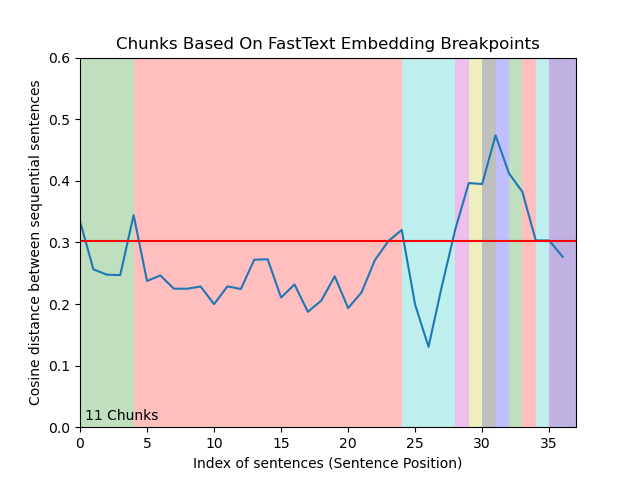 Chunks Based On FastText Embedding Breakpoints
Cosine distance between sequential sentences
0.6
0.5
0.4
0.3
0.2
0.1
0.0
11 Chunks
0 5 10 15 20 25 30 35
Index of sentences (Sentence Position)